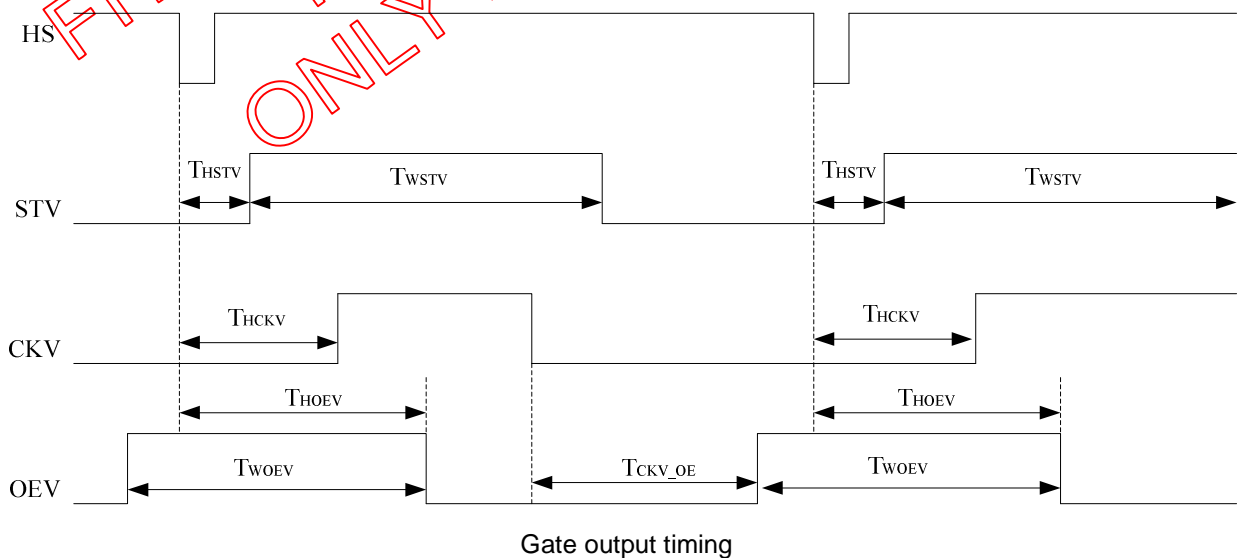 HS
ONLY
THSTV
TWSTV
THSTV
TWSTV
STV
THCKV
THCKV
CKV
THOEV
THOEV
TWOEV
TCKV_OE
TWOEV
OEV
Gate output timing